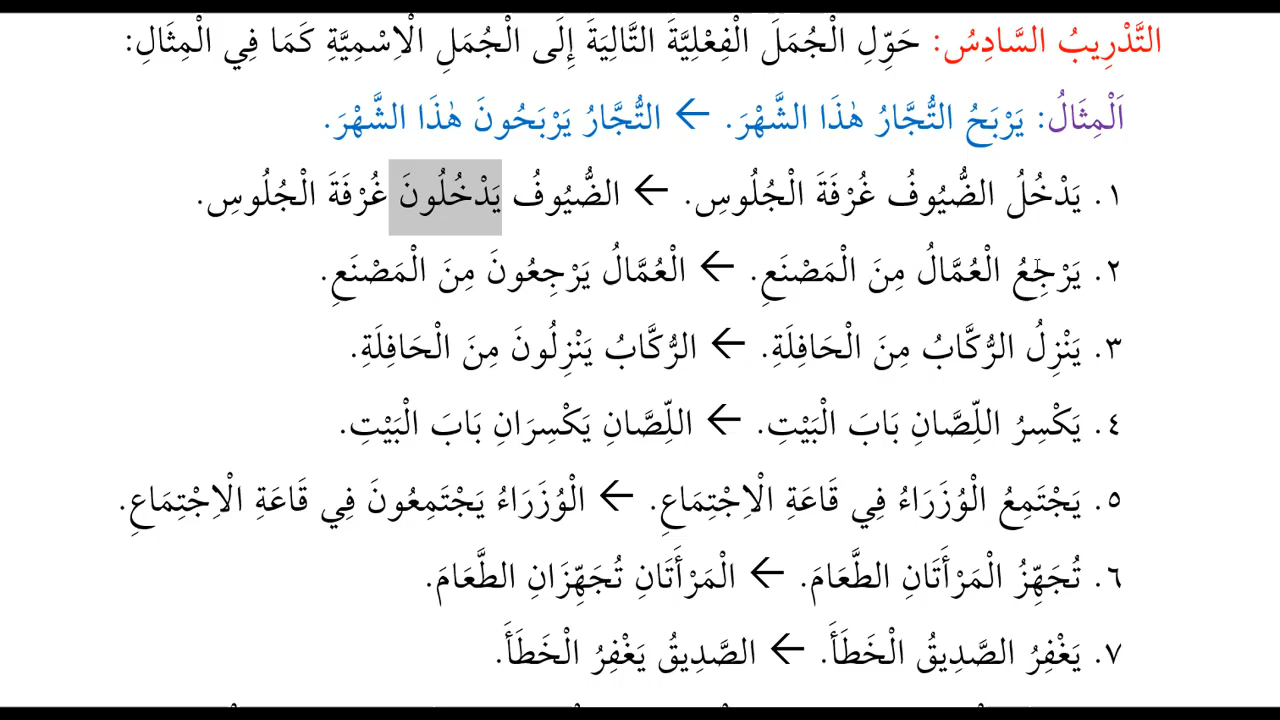 التَّدْرِيبُ السَّادِسُ: حَوِّلِ الْجُمَلَ الْفِعْلِيَّةَ التَّالِيَةَ إِلَى الْجُمَلِ الْاِسْمِيَّةِ كَمَا فِي الْمِثَالِ:
اَلْمِثَالُ: يَرْبَحُ التُّجَّارُ هٰذَا الشَّهْرَ. ← التُّجَّارُ يَرْبَحُونَ هٰذَا الشَّهْرَ.
١. يَدْخُلُ الضُّيُوفُ غُرْفَةَ الْجُلُوسِ. ← الضُّيُوفُ يَدْخُلُونَ غُرْفَةَ الْجُلُوسِ.
٢. يَرْجِعُ الْعُمَّالُ مِنَ الْمَصْنَعِ. ← الْعُمَّالُ يَرْجِعُونَ مِنَ الْمَصْنَعِ.
٣. يَنْزِلُ الرُّكَّابُ مِنَ الْحَافِلَةِ. ← الرُّكَّابُ يَنْزِلُونَ مِنَ الْحَافِلَةِ.
٤. يَكْسِرُ اللِّصَّانِ بَابَ الْبَيْتِ. ← اللِّصَّانِ يَكْسِرَانِ بَابَ الْبَيْتِ.
٥. يَجْتَمِعُ الْوُزَرَاءُ فِي قَاعَةِ الْاِجْتِمَاعِ. ← الْوُزَرَاءُ يَجْتَمِعُونَ فِي قَاعَةِ الْاِجْتِمَاعِ.
٦. تُجَهِّزُ الْمَرْأَتَانِ الطَّعَامَ. ← الْمَرْأَتَانِ تُجَهِّزَانِ الطَّعَامَ.
٧. يَغْفِرُ الصَّدِيقُ الْخَطَأَ. ← الصَّدِيقُ يَغْفِرُ الْخَطَأَ.